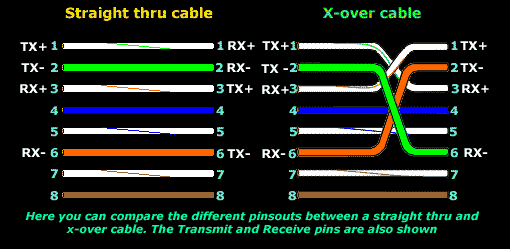 Straight thru cable
X-over cable
TX+ 1 1 RX+
TX- 2 2 RX-
RX+ 3 3 TX+
4 4
5 5
RX- 6 6 TX-
7 7
8 8
TX+ 1 1 TX+
TX - 2 2 TX-
RX+ 3 3 RX+
4 4
5 5
RX- 6 6 RX-
7 7
8 8
Here you can compare the different pinsouts between a straight thru and
x-over cable. The Transmit and Receive pins are also shown